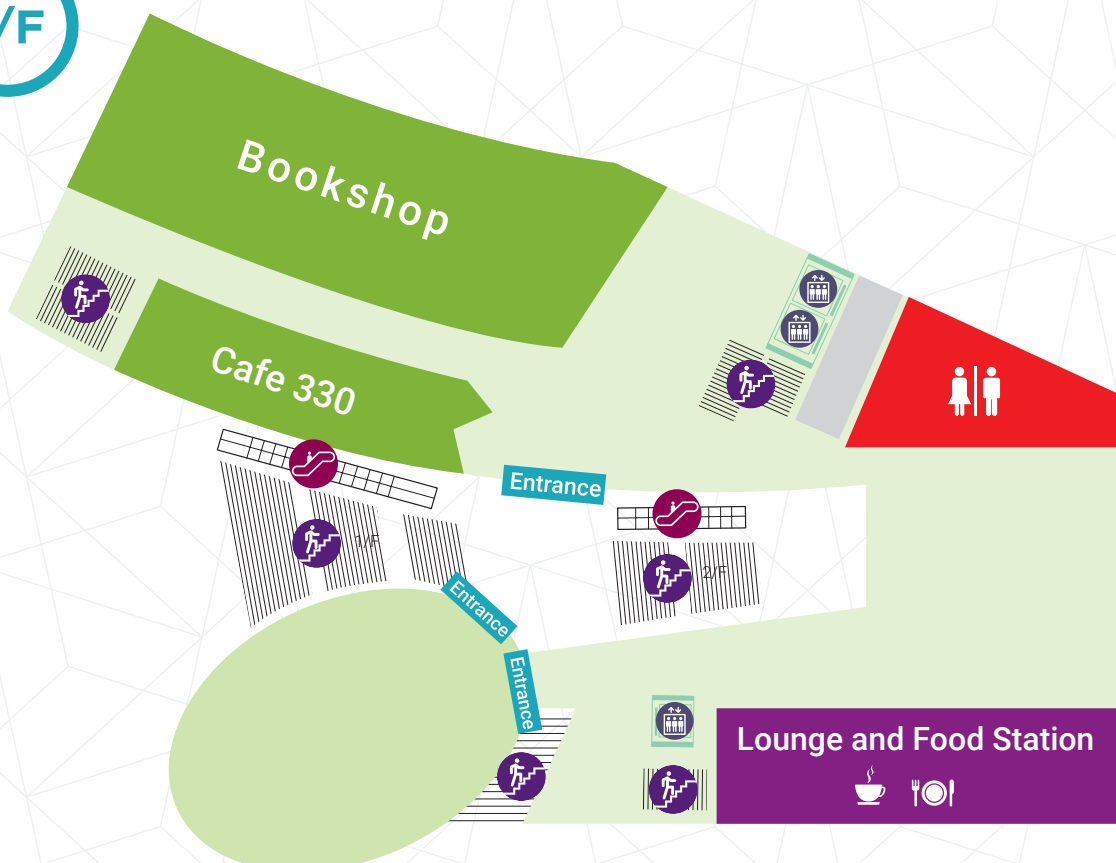 /F
Bookshop
Cafe 330
Entrance
1/F
2/F
Entrance
Entrance
Lounge and Food Station